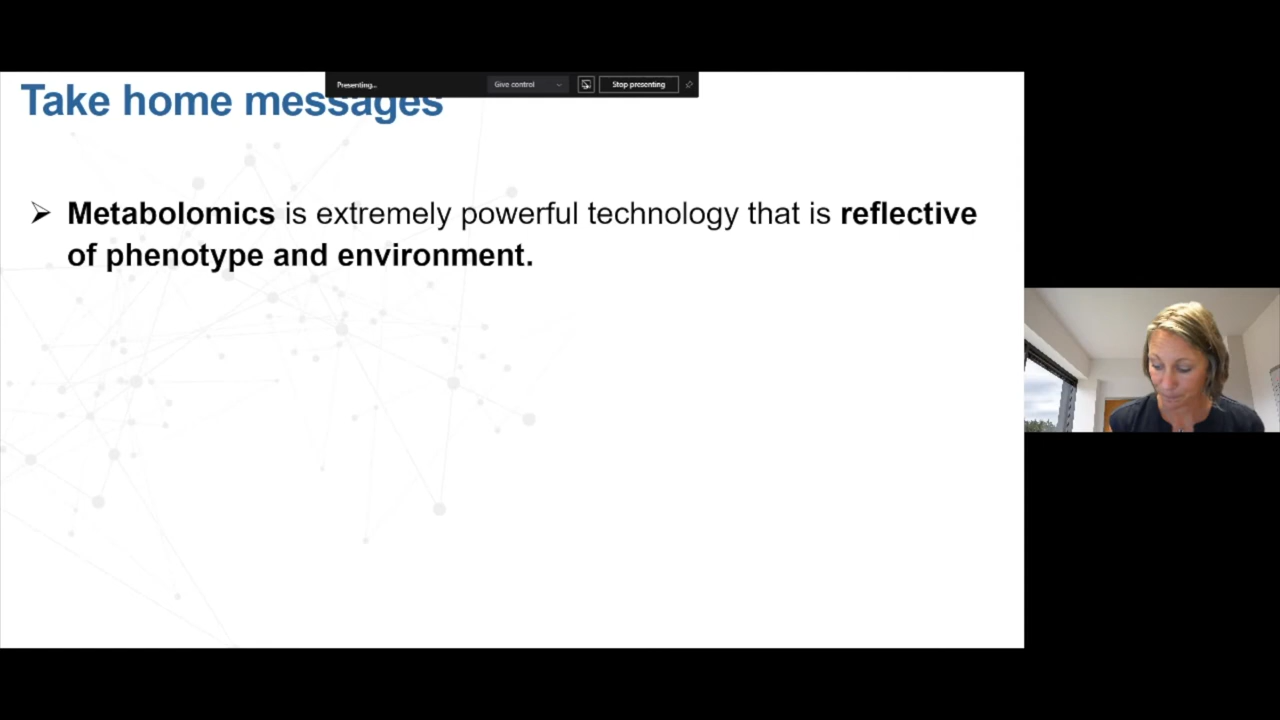 Presenting...
Give control
Stop presenting
Take home messages
➢ Metabolomics is extremely powerful technology that is reflective
of phenotype and environment.